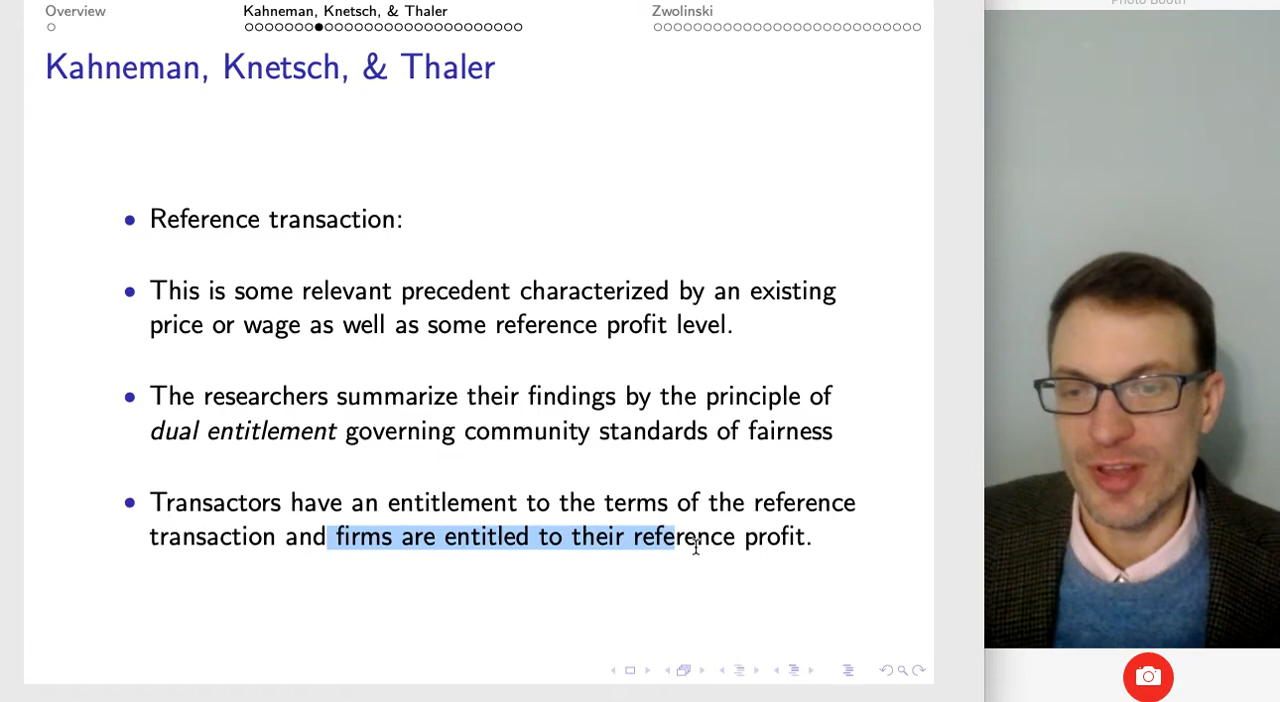 Overview
Kahneman, Knetsch, & Thaler
Zwolinski
Photo Booth
Kahneman, Knetsch, & Thaler
Reference transaction:
This is some relevant precedent characterized by an existing
price or wage as well as some reference profit level.
The researchers summarize their findings by the principle of
dual entitlement governing community standards of fairness
Transactors have an entitlement to the terms of the reference
transaction and firms are entitled to their reference profit.